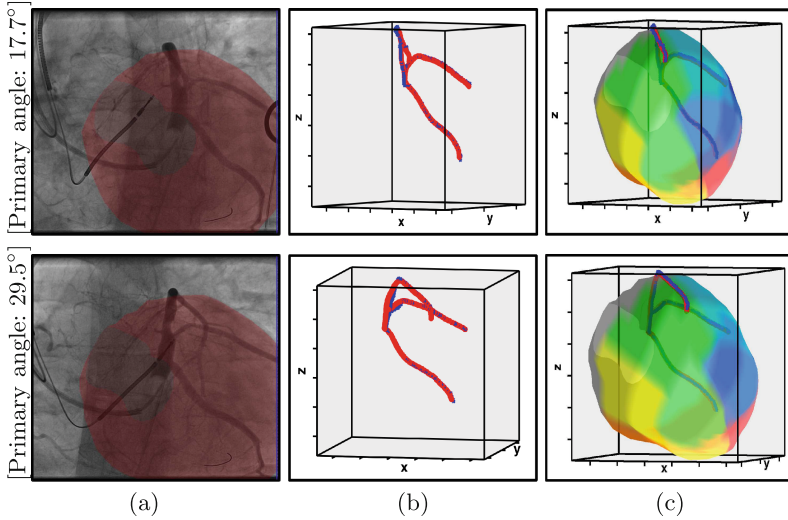 [Primary angle: 17.7°]
z
x
y
z
x
y
[Primary angle: 29.5°]
z
x
y
z
x
y
(a)
(b)
(c)